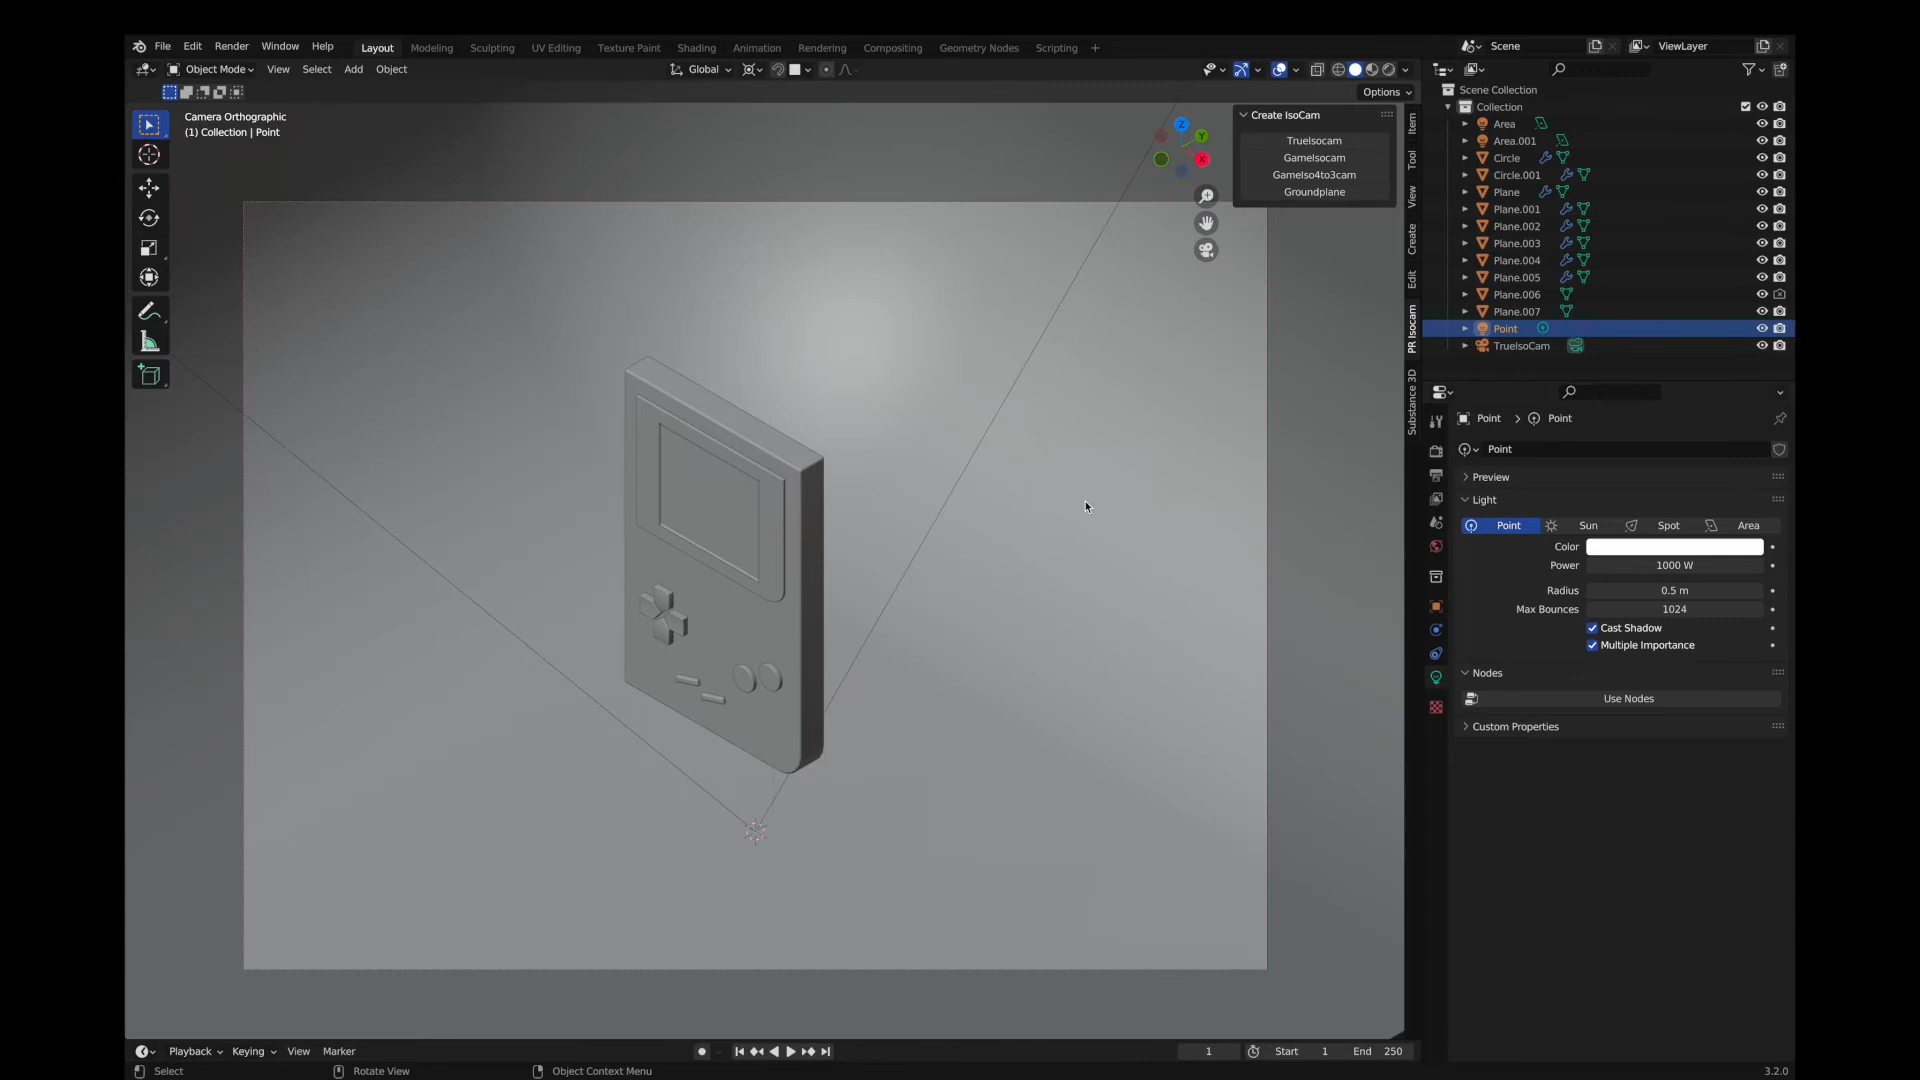 File Edit Render Window Help Layout Modeling Sculpting UV Editing Texture Paint Shading Animation Rendering Compositing Geometry Nodes Scripting + Scene ViewLayer
Object Mode View Select Add Object Global
Options
Camera Orthographic
(1) Collection | Point
Create IsoCam
TrueIsocam
GameIsocam
GameIso4to3cam
Groundplane
Z
Y
X
Item
Tool
View
Create
Edit
PR Isocam
Substance 3D
Scene Collection
Collection
Area
Area.001
Circle
Circle.001
Plane
Plane.001
Plane.002
Plane.003
Plane.004
Plane.005
Plane.006
Plane.007
Point
TrueIsoCam
Point > Point
Point
Preview
Light
Point Sun Spot Area
Color
Power 1000 W
Radius 0.5 m
Max Bounces 1024
Cast Shadow
Multiple Importance
Nodes
Use Nodes
Custom Properties
Playback Keying View Marker 1 Start 1 End 250
Select Rotate View Object Context Menu 3.2.0